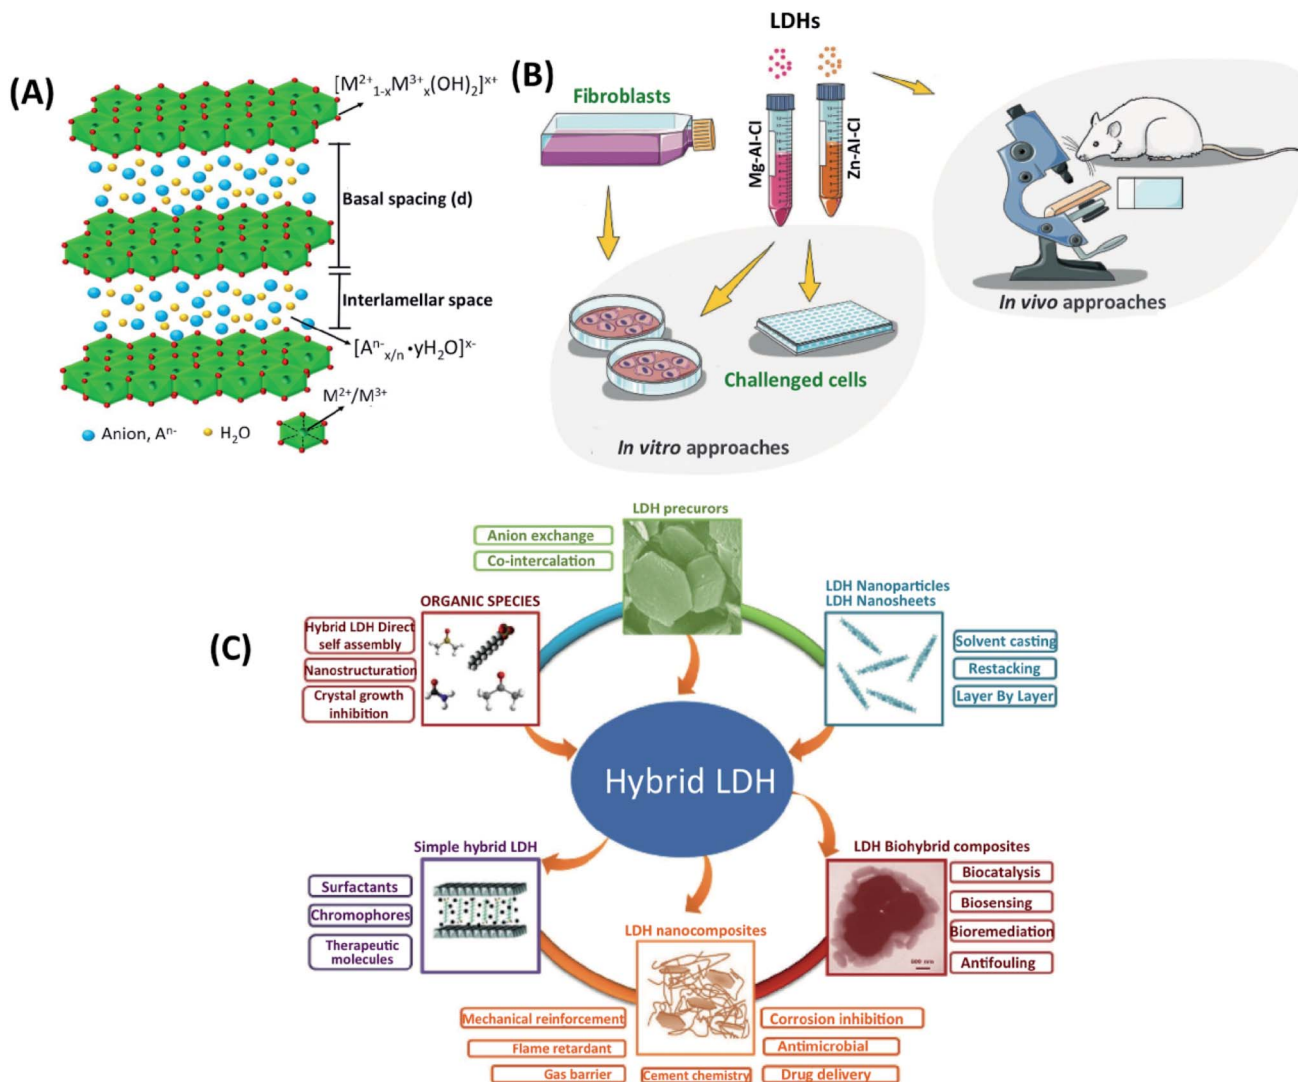 (A)
[M²⁺₁₋ₓM³⁺ₓ(OH)₂]ˣ⁺
Basal spacing (d)
Interlamellar space
[Aⁿ⁻ₓ/ₙ•yH₂O]ˣ⁻
M²⁺/M³⁺
Anion, Aⁿ⁻
H₂O
(B)
LDHs
Fibroblasts
Mg-Al-Cl
Zn-Al-Cl
In vivo approaches
Challenged cells
In vitro approaches
(C)
LDH precurors
Anion exchange
Co-intercalation
ORGANIC SPECIES
Hybrid LDH Direct
self assembly
Nanostructuration
Crystal growth
inhibition
LDH Nanoparticles
LDH Nanosheets
Solvent casting
Restacking
Layer By Layer
Hybrid LDH
Simple hybrid LDH
Surfactants
Chromophores
Therapeutic
molecules
LDH nanocomposites
Mechanical reinforcement
Flame retardant
Gas barrier
Cement chemistry
Corrosion inhibition
Antimicrobial
Drug delivery
LDH Biohybrid composites
Biocatalysis
Biosensing
Bioremediation
Antifouling